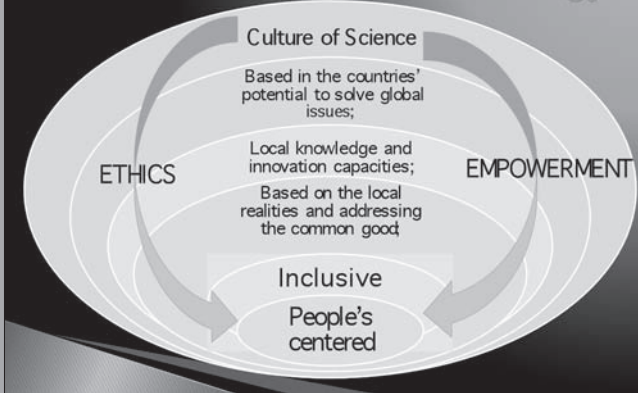 Culture of Science
Based in the countries'
potential to solve global
issues;
Local knowledge and
innovation capacities;
ETHICS
EMPOWERMENT
Based on the local
realities and addressing
the common good;
Inclusive
People's
centered